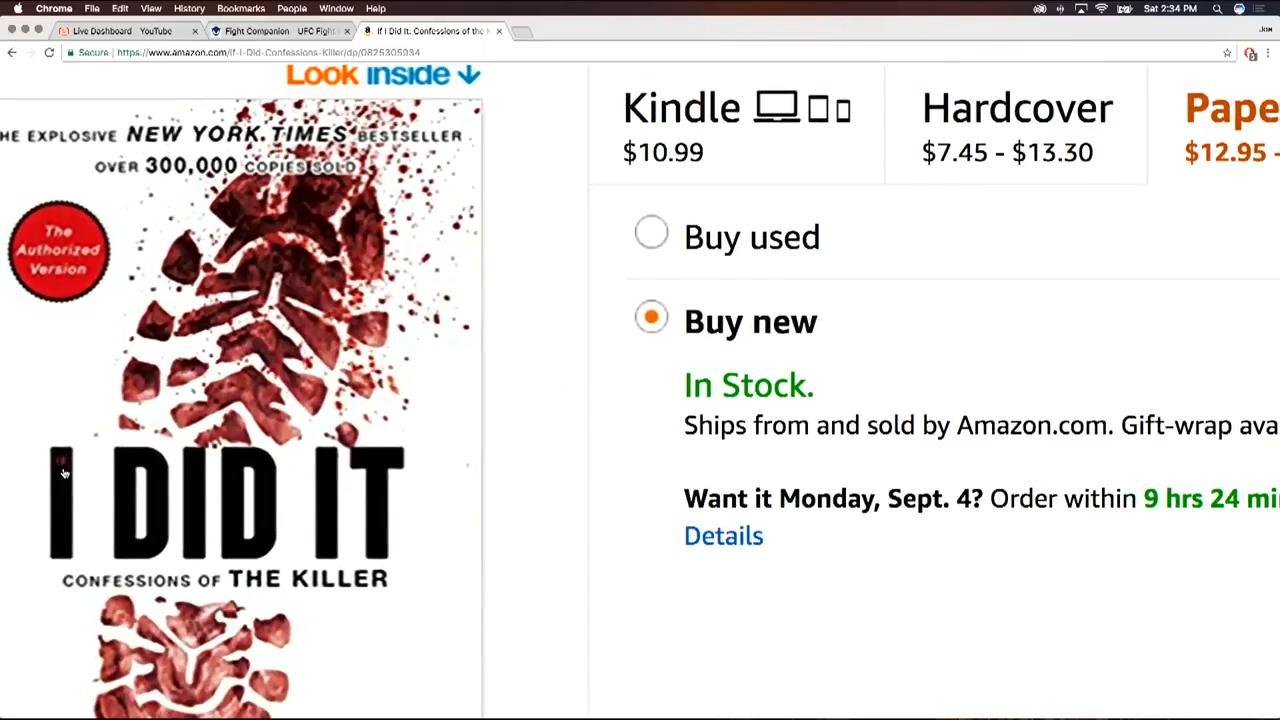 Chrome File Edit View History Bookmarks People Window Help Sat 2:34 PM
Live Dashboard YouTube
Fight Companion UFC Fight
If I Did It: Confessions of the K
Secure https://www.amazon.com/If-I-Did-Confessions-Killer/dp/0825305934
Look inside
HE EXPLOSIVE NEW YORK TIMES BESTSELLER
OVER 300,000 COPIES SOLD
The
Authorized
Version
I DID IT
CONFESSIONS OF THE KILLER
Kindle
$10.99
Hardcover
$7.45 - $13.30
Pape
$12.95 -
Buy used
Buy new
In Stock.
Ships from and sold by Amazon.com. Gift-wrap ava
Want it Monday, Sept. 4? Order within 9 hrs 24 mi
Details